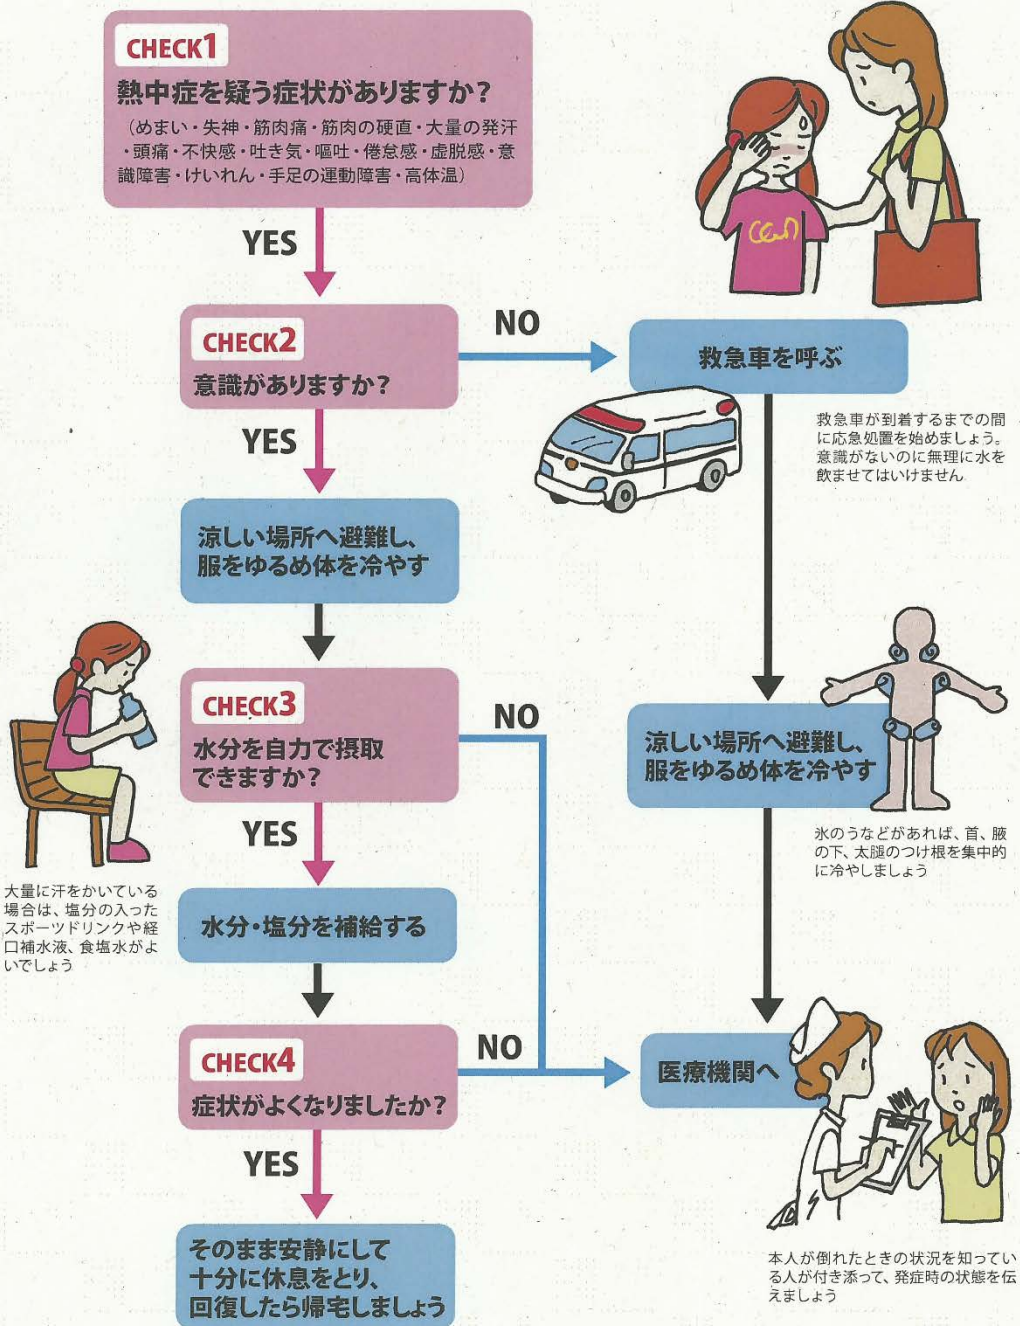 CHECK1
熱中症を疑う症状がありますか？
（めまい・失神・筋肉痛・筋肉の硬直・大量の発汗
・頭痛・不快感・吐き気・嘔吐・倦怠感・虚脱感・意
識障害・けいれん・手足の運動障害・高体温）
YES
CHECK2
意識がありますか？
NO
救急車を呼ぶ
救急車が到着するまでの間
に応急処置を始めましょう。
意識がないのに無理に水を
飲ませてはいけません
YES
涼しい場所へ避難し、
服をゆるめ体を冷やす
CHECK3
水分を自力で摂取
できますか？
NO
涼しい場所へ避難し、
服をゆるめ体を冷やす
氷のうなどがあれば、首、腋
の下、太腿のつけ根を集中的
に冷やしましょう
YES
大量に汗をかいている
場合は、塩分の入った
スポーツドリンクや経
口補水液、食塩水がよ
いでしょう
水分・塩分を補給する
CHECK4
症状がよくなりましたか？
NO
医療機関へ
YES
そのまま安静にして
十分に休息をとり、
回復したら帰宅しましょう
本人が倒れたときの状況を知ってい
る人が付き添って、発症時の状態を伝
えましょう